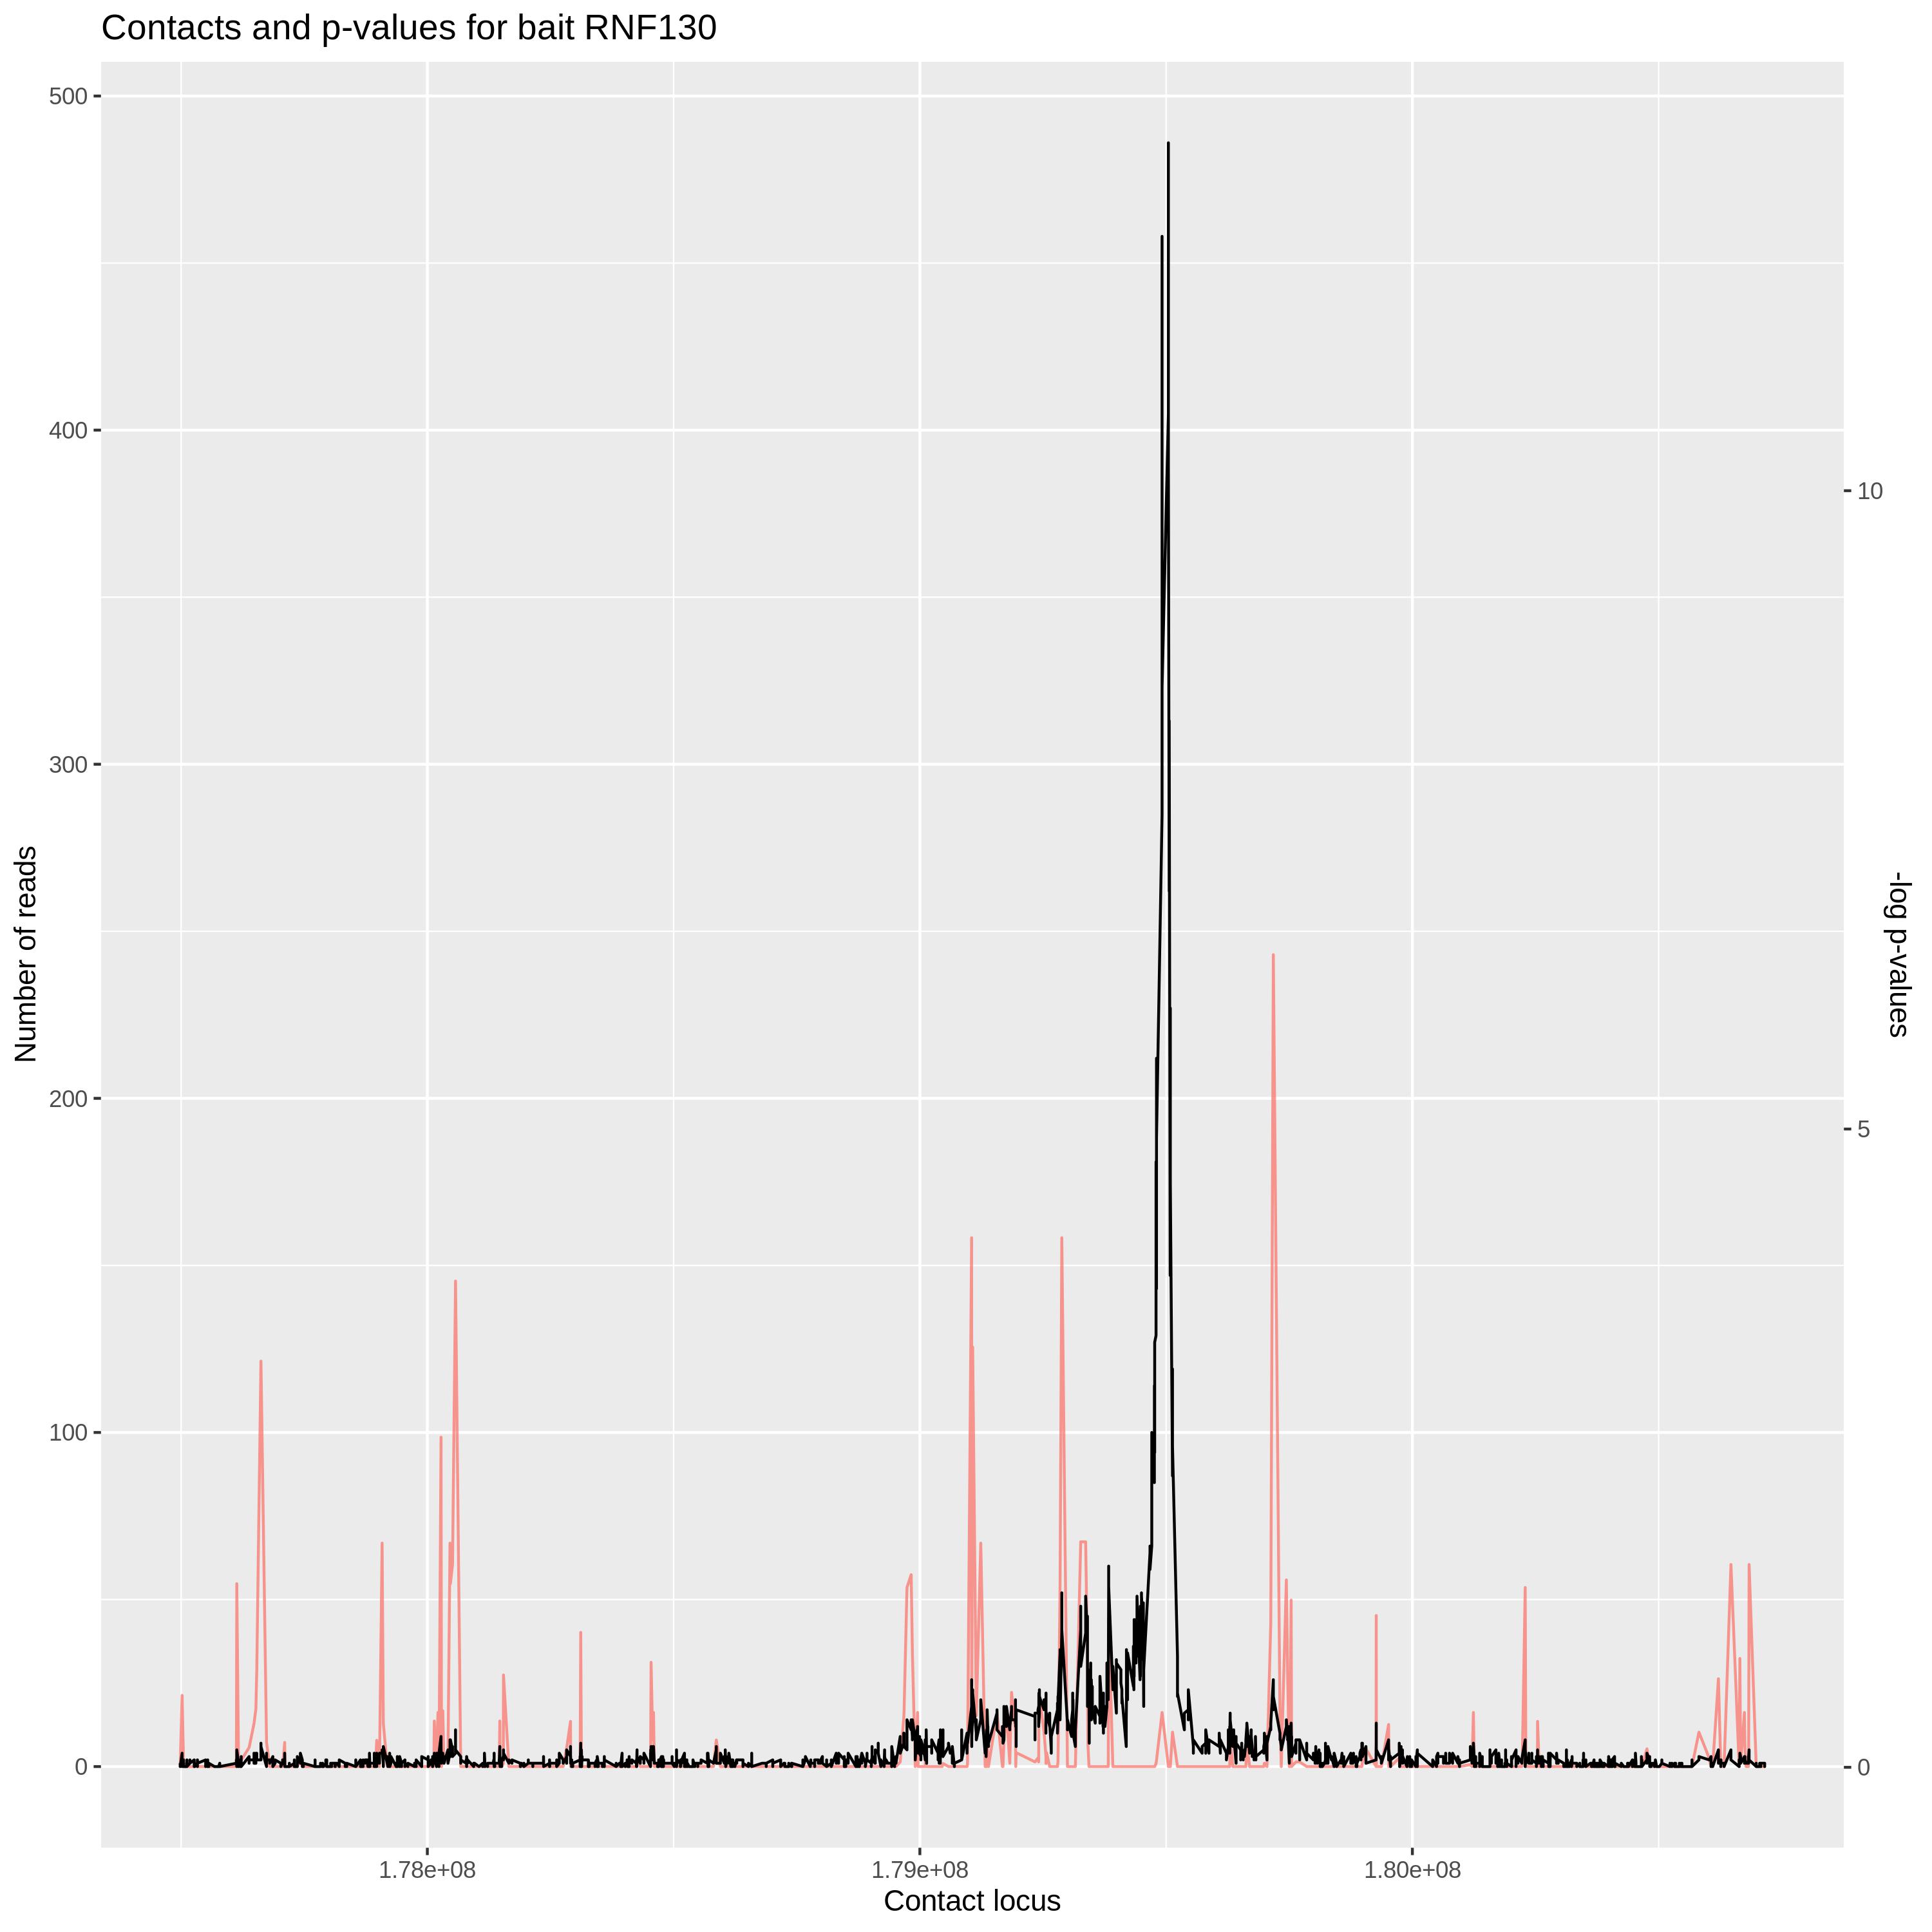 Contacts and p-values for bait RNF130
500
400
300
200
100
0
Number of reads
10
5
0
-log p-values
1.78e+08
1.79e+08
1.80e+08
Contact locus